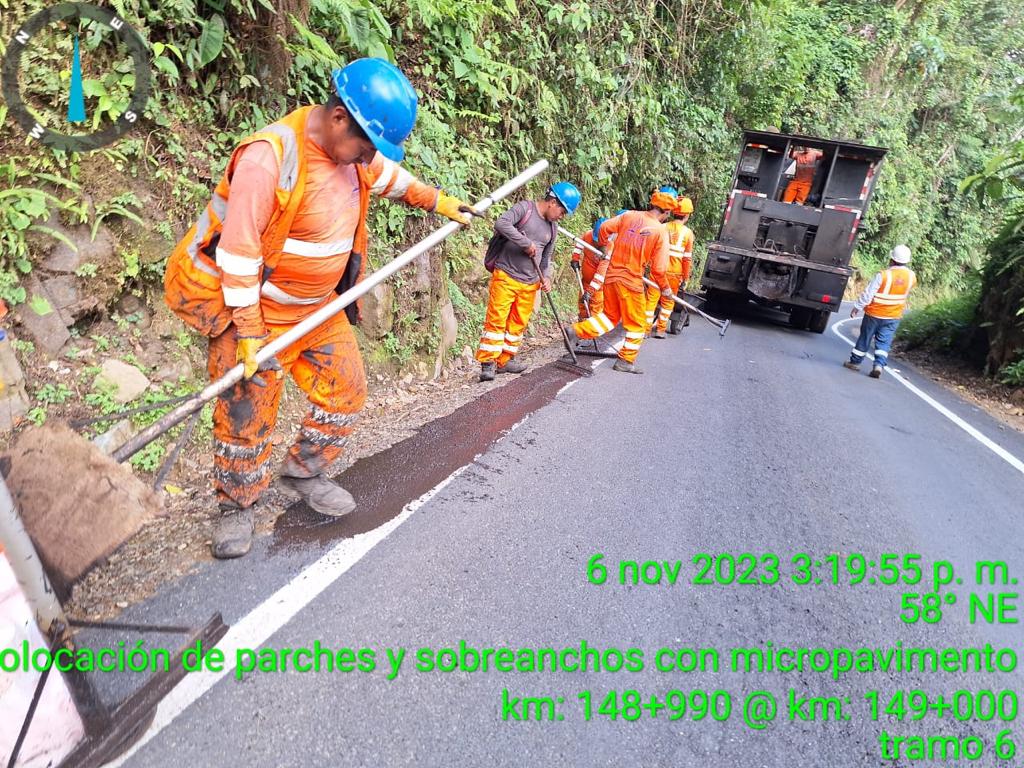 N E
W S
6 nov 2023 3:19:55 p. m.
58° NE
olocación de parches y sobreanchos con micropavimento
km: 148+990 @ km: 149+000
tramo 6